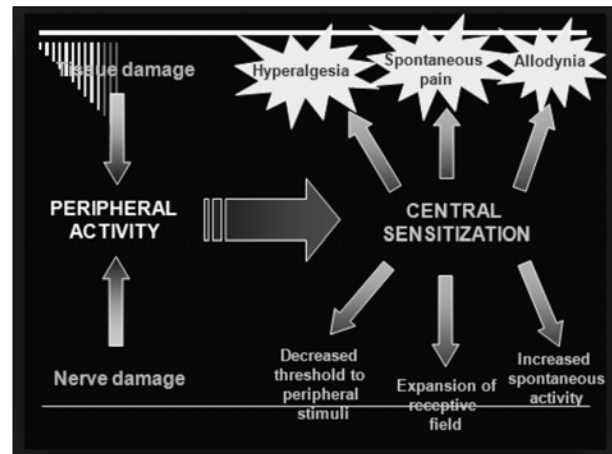 Tissue damage
Hyperalgesia
Spontaneous
pain
Allodynia
PERIPHERAL
ACTIVITY
CENTRAL
SENSITIZATION
Nerve damage
Decreased
threshold to
peripheral
stimuli
Expansion of
receptive
field
Increased
spontaneous
activity